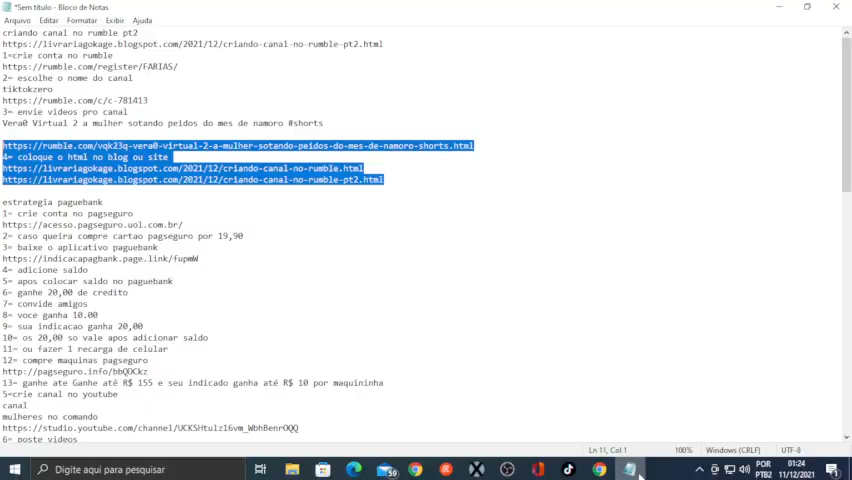 *Sem título - Bloco de Notas
Arquivo Editar Formatar Exibir Ajuda
criando canal no rumble pt2
https://livrariagokage.blogspot.com/2021/12/criando-canal-no-rumble-pt2.html
1=crie conta no rumble
https://rumble.com/register/FARIAS/
2= escolhe o nome do canal
tiktokzero
https://rumble.com/c/c-781413
3= envie videos pro canal
Vera0 Virtual 2 a mulher sotando peidos do mes de namoro #shorts
https://rumble.com/vqk23q-vera0-virtual-2-a-mulher-sotando-peidos-do-mes-de-namoro-shorts.html
4= coloque o html no blog ou site
https://livrariagokage.blogspot.com/2021/12/criando-canal-no-rumble.html
https://livrariagokage.blogspot.com/2021/12/criando-canal-no-rumble-pt2.html
estrategia paguebank
1= crie conta no pagseguro
https://acesso.pagseguro.uol.com.br/
2= caso queira compre cartao pagseguro por 19,90
3= baixe o aplicativo paguebank
https://indicacapagbank.page.link/fupmW
4= adicione saldo
5= apos colocar saldo no paguebank
6= ganhe 20,00 de credito
7= convide amigos
8= voce ganha 10.00
9= sua indicacao ganha 20,00
10= os 20,00 so vale apos adicionar saldo
11= ou fazer 1 recarga de celular
12= compre maquinas pagseguro
http://pagseguro.info/bbQDCkz
13= ganhe ate Ganhe até R$ 155 e seu indicado ganha até R$ 10 por maquininha
5=crie canal no youtube
canal
mulheres no comando
https://studio.youtube.com/channel/UCKSHtulz16vm_WbhBenrOQQ
6= poste videos
Ln 11, Col 1 100% Windows (CRLF) UTF-8
Digite aqui para pesquisar
59
POR
PTB2
01:24
11/12/2021
1